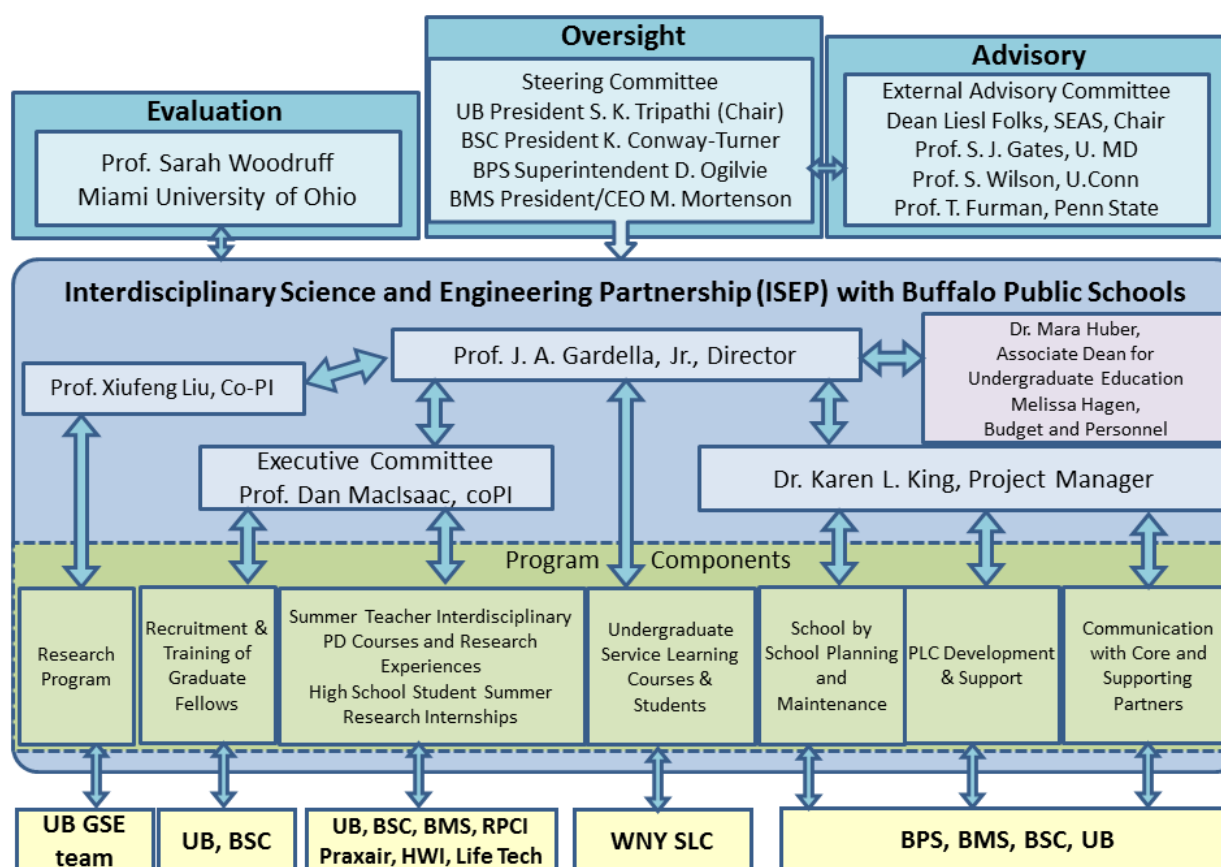 Oversight
Steering Committee
UB President S. K. Tripathi (Chair)
BSC President K. Conway-Turner
BPS Superintendent D. Ogilvie
BMS President/CEO M. Mortenson
Advisory
External Advisory Committee
Dean Liesl Folks, SEAS, Chair
Prof. S. J. Gates, U. MD
Prof. S. Wilson, U.Conn
Prof. T. Furman, Penn State
Evaluation
Prof. Sarah Woodruff
Miami University of Ohio
Interdisciplinary Science and Engineering Partnership (ISEP) with Buffalo Public Schools
Prof. J. A. Gardella, Jr., Director
Dr. Mara Huber,
Associate Dean for
Undergraduate Education
Melissa Hagen,
Budget and Personnel
Prof. Xiufeng Liu, Co-PI
Executive Committee
Prof. Dan MacIsaac, coPI
Dr. Karen L. King, Project Manager
Program Components
Research
Program
Recruitment &
Training of
Graduate
Fellows
Summer Teacher Interdisciplinary
PD Courses and Research
Experiences
High School Student Summer
Research Internships
Undergraduate
Service Learning
Courses &
Students
School by
School Planning
and
Maintenance
PLC Development
& Support
Communication
with Core and
Supporting
Partners
UB GSE
team
UB, BSC
UB, BSC, BMS, RPCI
Praxair, HWI, Life Tech
WNY SLC
BPS, BMS, BSC, UB